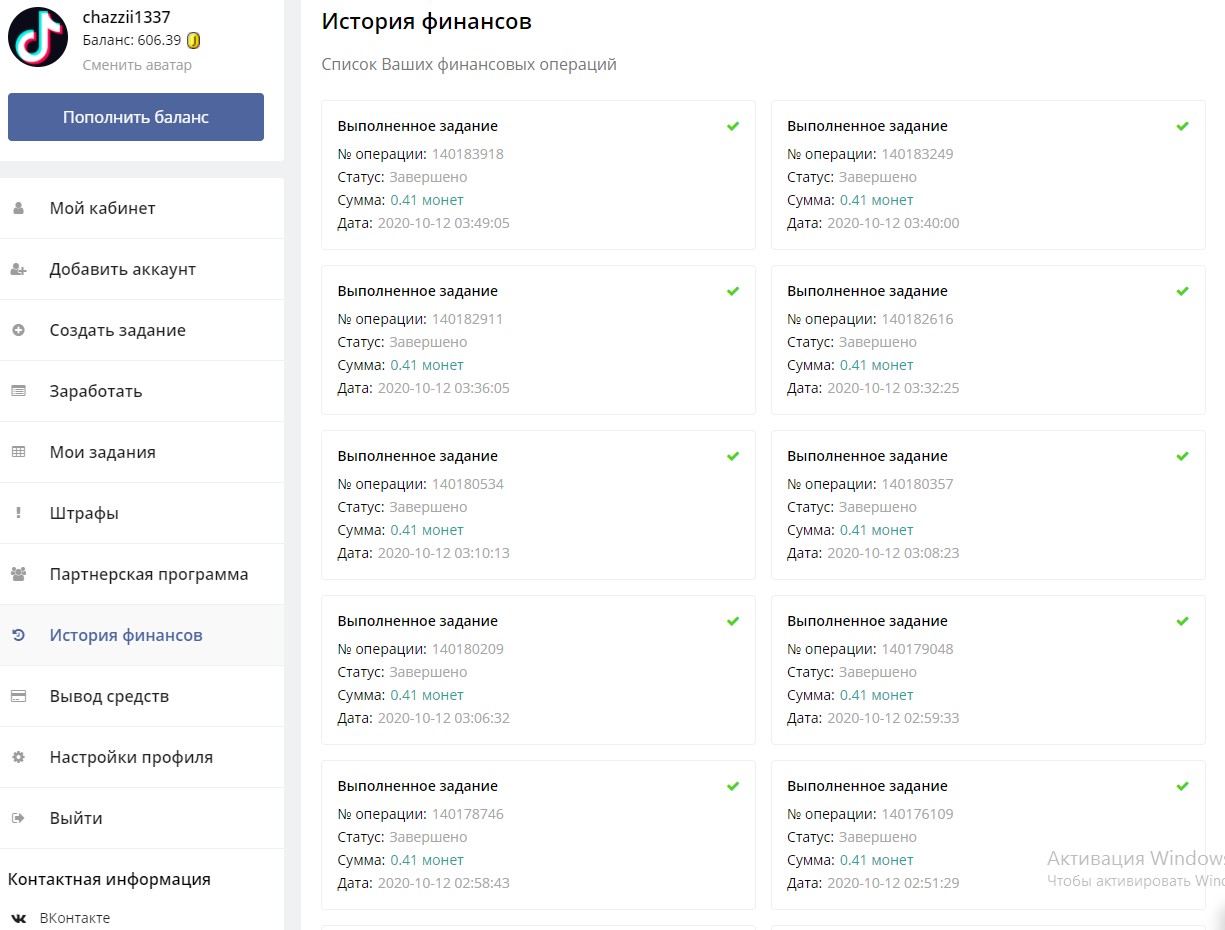 chazzii1337
Баланс: 606.39
Сменить аватар
Пополнить баланс
Мой кабинет
Добавить аккаунт
Создать задание
Заработать
Мои задания
Штрафы
Партнерская программа
История финансов
Вывод средств
Настройки профиля
Выйти
Контактная информация
ВКонтакте
История финансов
Список Ваших финансовых операций
Выполненное задание
№ операции: 140183918
Статус: Завершено
Сумма: 0.41 монет
Дата: 2020-10-12 03:49:05
Выполненное задание
№ операции: 140183249
Статус: Завершено
Сумма: 0.41 монет
Дата: 2020-10-12 03:40:00
Выполненное задание
№ операции: 140182911
Статус: Завершено
Сумма: 0.41 монет
Дата: 2020-10-12 03:36:05
Выполненное задание
№ операции: 140182616
Статус: Завершено
Сумма: 0.41 монет
Дата: 2020-10-12 03:32:25
Выполненное задание
№ операции: 140180534
Статус: Завершено
Сумма: 0.41 монет
Дата: 2020-10-12 03:10:13
Выполненное задание
№ операции: 140180357
Статус: Завершено
Сумма: 0.41 монет
Дата: 2020-10-12 03:08:23
Выполненное задание
№ операции: 140180209
Статус: Завершено
Сумма: 0.41 монет
Дата: 2020-10-12 03:06:32
Выполненное задание
№ операции: 140179048
Статус: Завершено
Сумма: 0.41 монет
Дата: 2020-10-12 02:59:33
Выполненное задание
№ операции: 140178746
Статус: Завершено
Сумма: 0.41 монет
Дата: 2020-10-12 02:58:43
Выполненное задание
№ операции: 140176109
Статус: Завершено
Сумма: 0.41 монет
Дата: 2020-10-12 02:51:29
Активация Windows
Чтобы активировать Wind